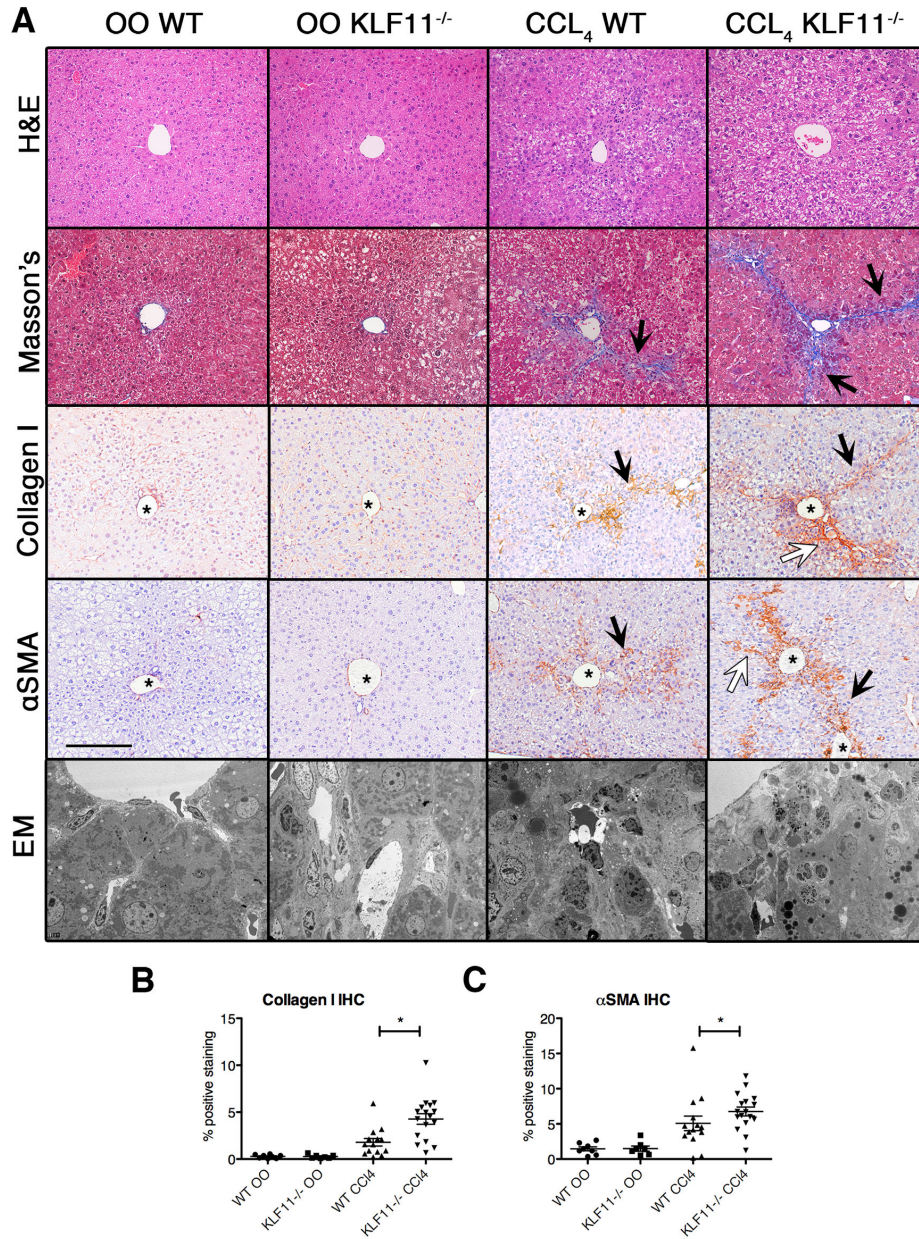 A
OO WT
OO KLF11-/-
CCL4 WT
CCL4 KLF11-/-
H&E
Masson's
Collagen I
* * * *
αSMA
* * * *
*
EM
B
Collagen I IHC
% positive staining
15
10
5
0
*
WT OO
KLF11-/- OO
WT CCl4
KLF11-/- CCl4
C
αSMA IHC
% positive staining
20
15
10
5
0
*
WT OO
KLF11-/- OO
WT CCl4
KLF11-/- CCl4